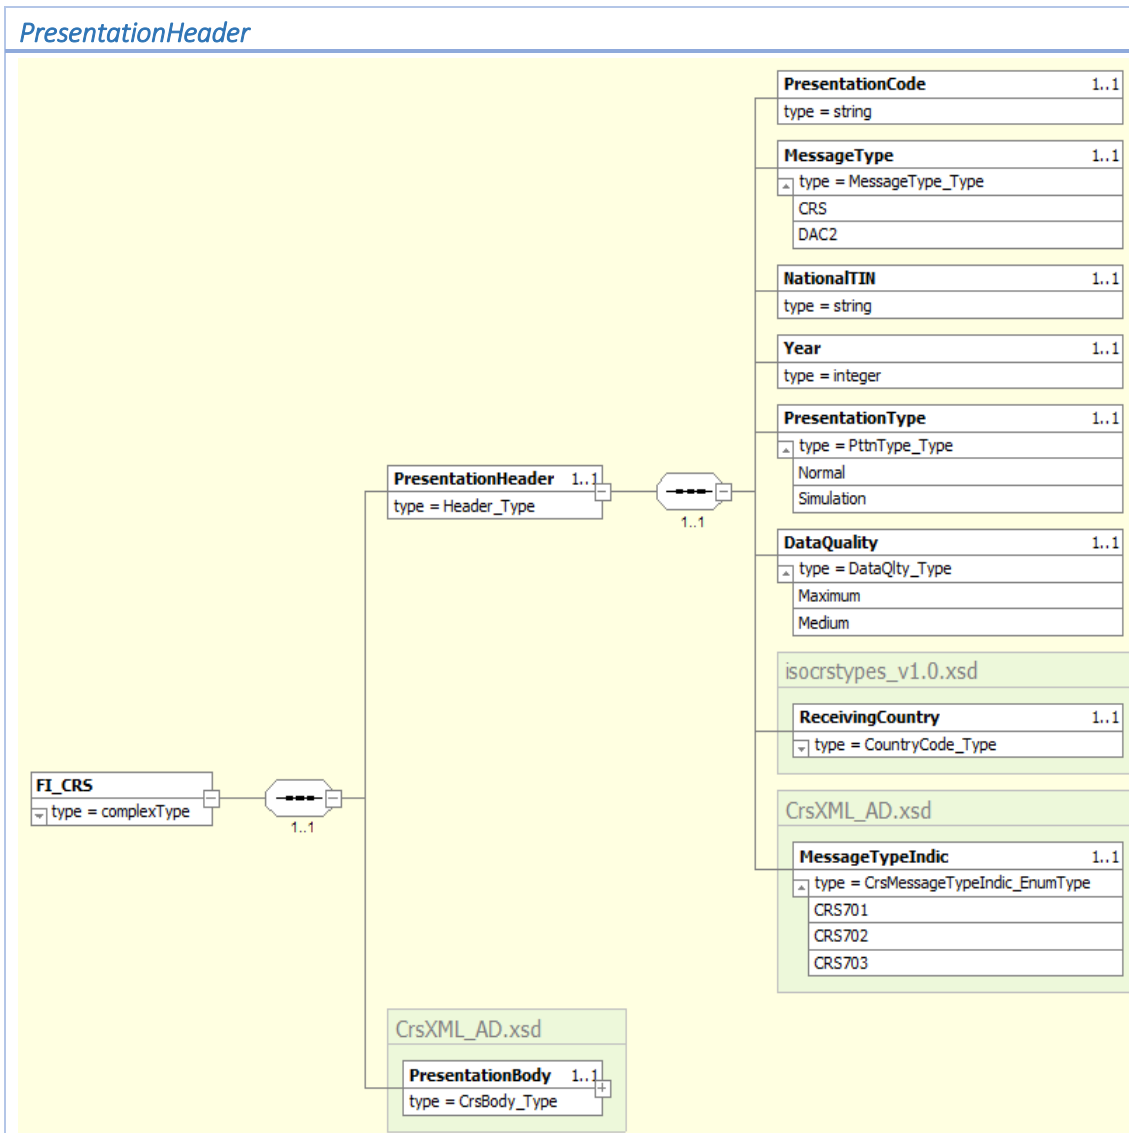 PresentationHeader
PresentationCode 1..1
type = string
MessageType 1..1
type = MessageType_Type
CRS
DAC2
NationalTIN 1..1
type = string
Year 1..1
type = integer
PresentationType 1..1
type = PttnType_Type
Normal
Simulation
PresentationHeader 1..1
type = Header_Type
1..1
DataQuality 1..1
type = DataQlty_Type
Maximum
Medium
isocrstypes_v1.0.xsd
ReceivingCountry 1..1
type = CountryCode_Type
FI_CRS
type = complexType
1..1
CrsXML_AD.xsd
MessageTypeIndic 1..1
type = CrsMessageTypeIndic_EnumType
CRS701
CRS702
CRS703
CrsXML_AD.xsd
PresentationBody 1..1
type = CrsBody_Type